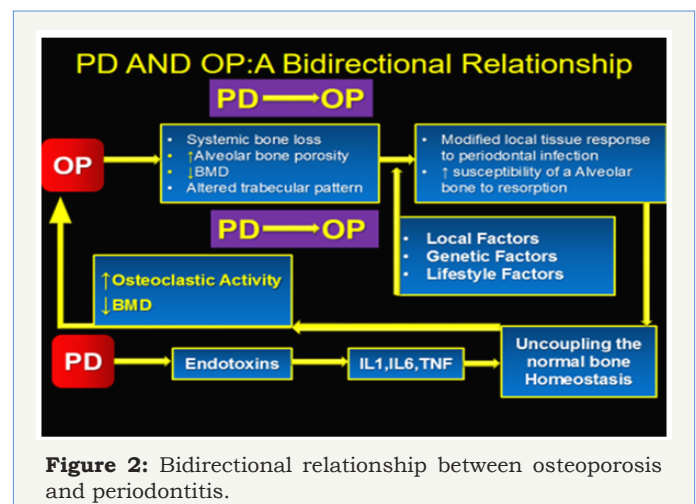 PD AND OP:A Bidirectional Relationship
PD OP
OP
• Systemic bone loss
• ↑Alveolar bone porosity
• ↓BMD
• Altered trabecular pattern
• Modified local tissue response
to periodontal infection
• ↑ susceptibility of a Alveolar
bone to resorption
PD OP
• Local Factors
• Genetic Factors
• Lifestyle Factors
↑Osteoclastic Activity
↓BMD
PD
Endotoxins
IL1,IL6,TNF
Uncoupling the
normal bone
Homeostasis
Figure 2: Bidirectional relationship between osteoporosis
and periodontitis.